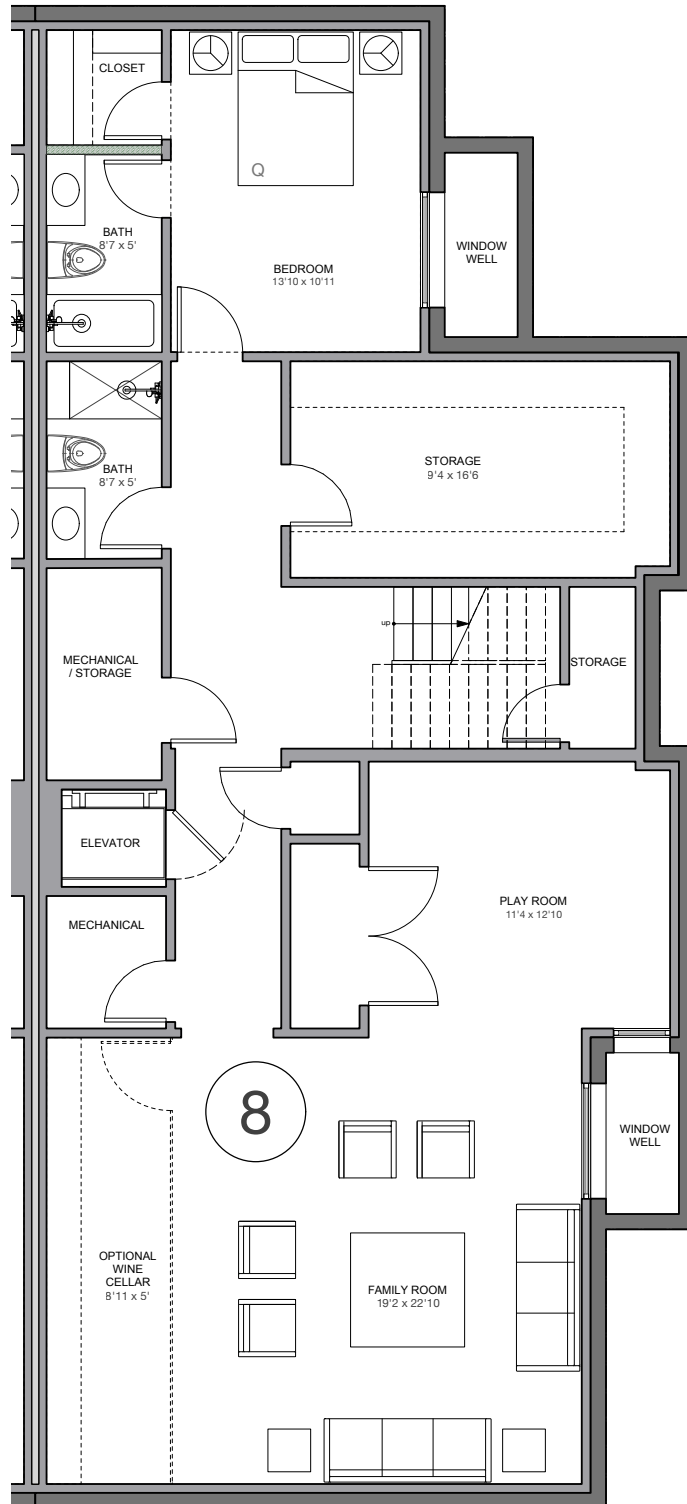 CLOSET
Q
BATH
8'7 x 5'
WINDOW
WELL
BEDROOM
13'10 x 10'11
STORAGE
9'4 x 16'6
BATH
8'7 x 5'
up
MECHANICAL
/ STORAGE
STORAGE
ELEVATOR
PLAY ROOM
11'4 x 12'10
MECHANICAL
8
WINDOW
WELL
OPTIONAL
WINE
CELLAR
8'11 x 5'
FAMILY ROOM
19'2 x 22'10